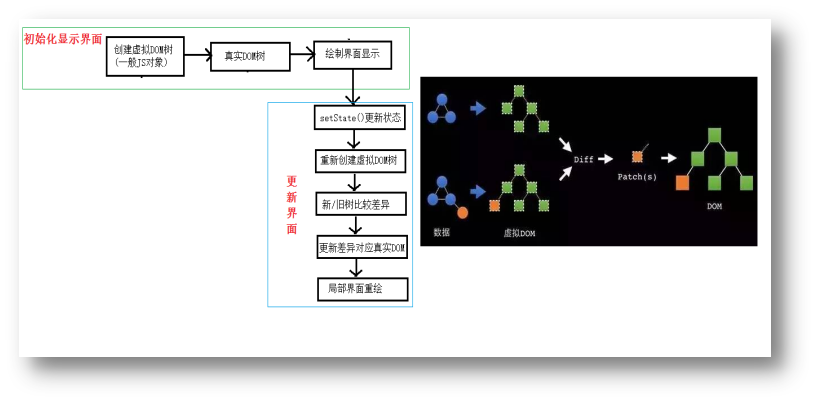 初始化显示界面
创建虚拟DOM树
(一般JS对象)
真实DOM树
绘制界面显示
setState()更新状态
重新创建虚拟DOM树
新/旧树比较差异
更新差异对应真实DOM
局部界面重绘
更新界面
Diff
Patch(s)
数据
虚拟DOM
DOM